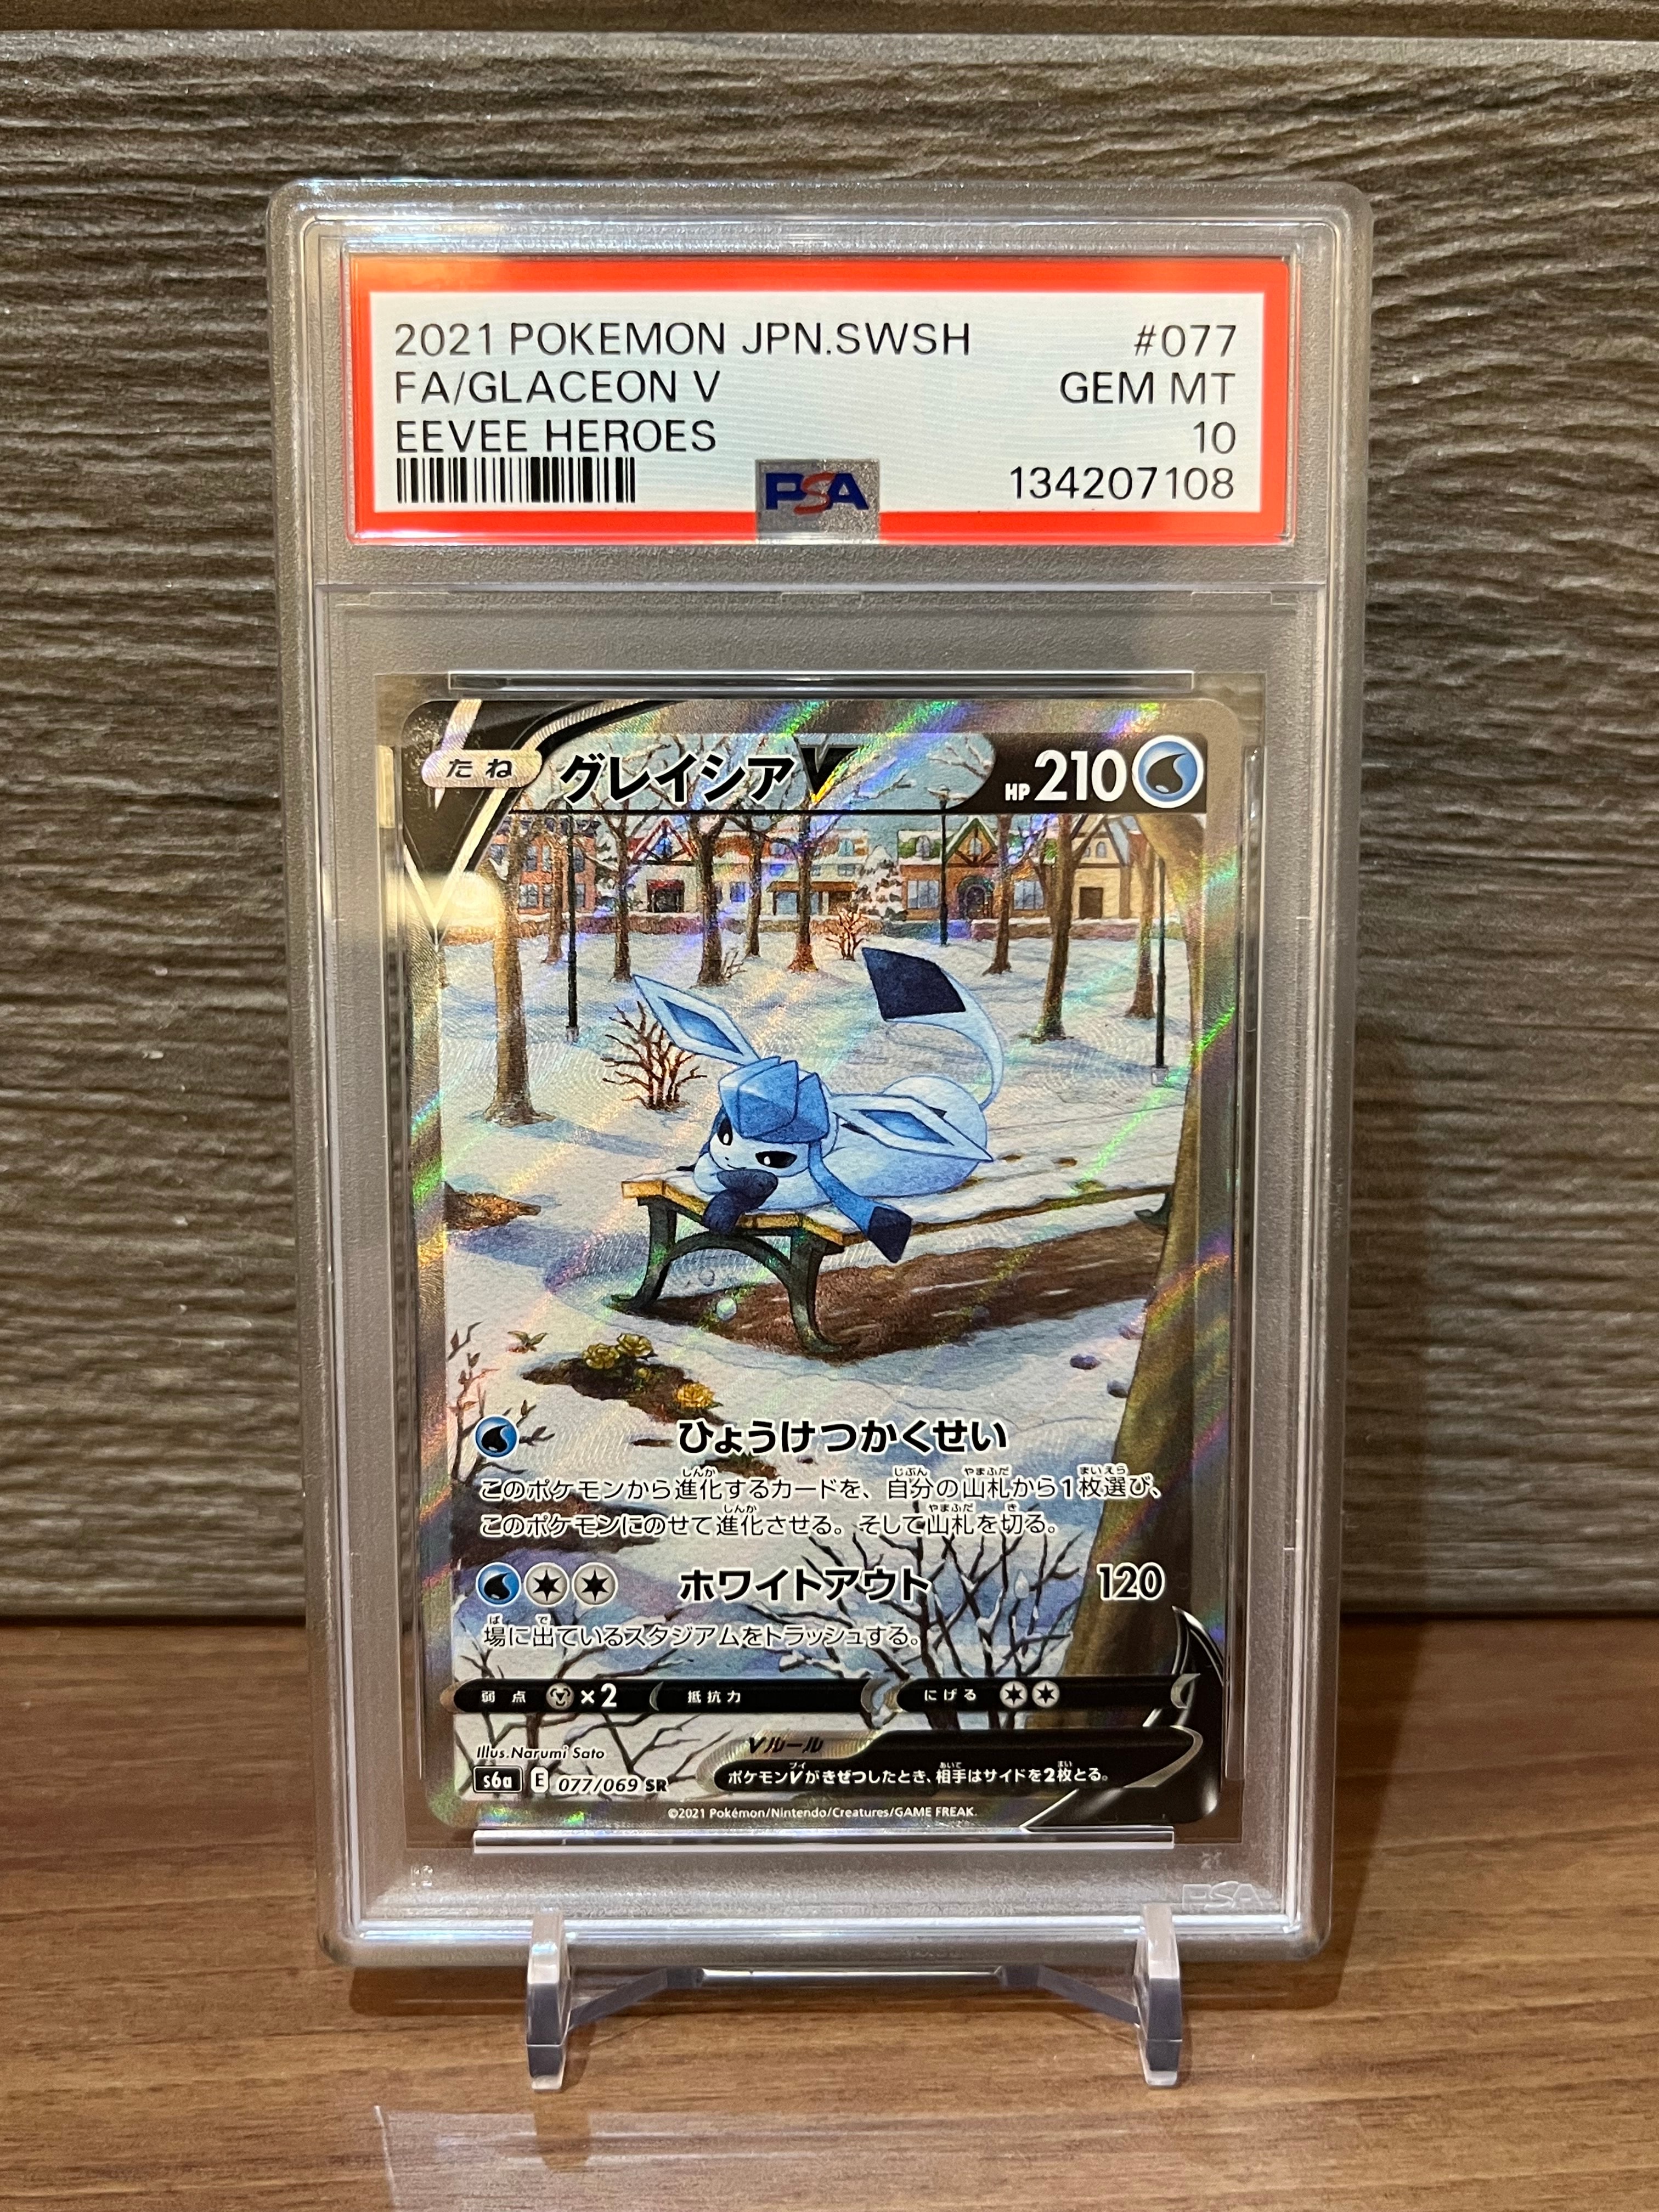 2021 POKEMON JPN.SWSH #077
FA/GLACEON V GEM MT
EEVEE HEROES 10
PSA 134207108
たね グレイシアV HP 210
ひょうけつかくせい
このポケモンから進化するカードを、自分の山札から1枚選び、
このポケモンにのせて進化させる。そして山札を切る。
ホワイトアウト 120
場に出ているスタジアムをトラッシュする。
弱点 ×2 抵抗力 にげる
Illus.Narumi Sato
Vルール
ポケモンVがきぜつしたとき、相手はサイドを2枚とる。
s6a E 077/069 SR
©2021 Pokémon/Nintendo/Creatures/GAME FREAK.
PSA